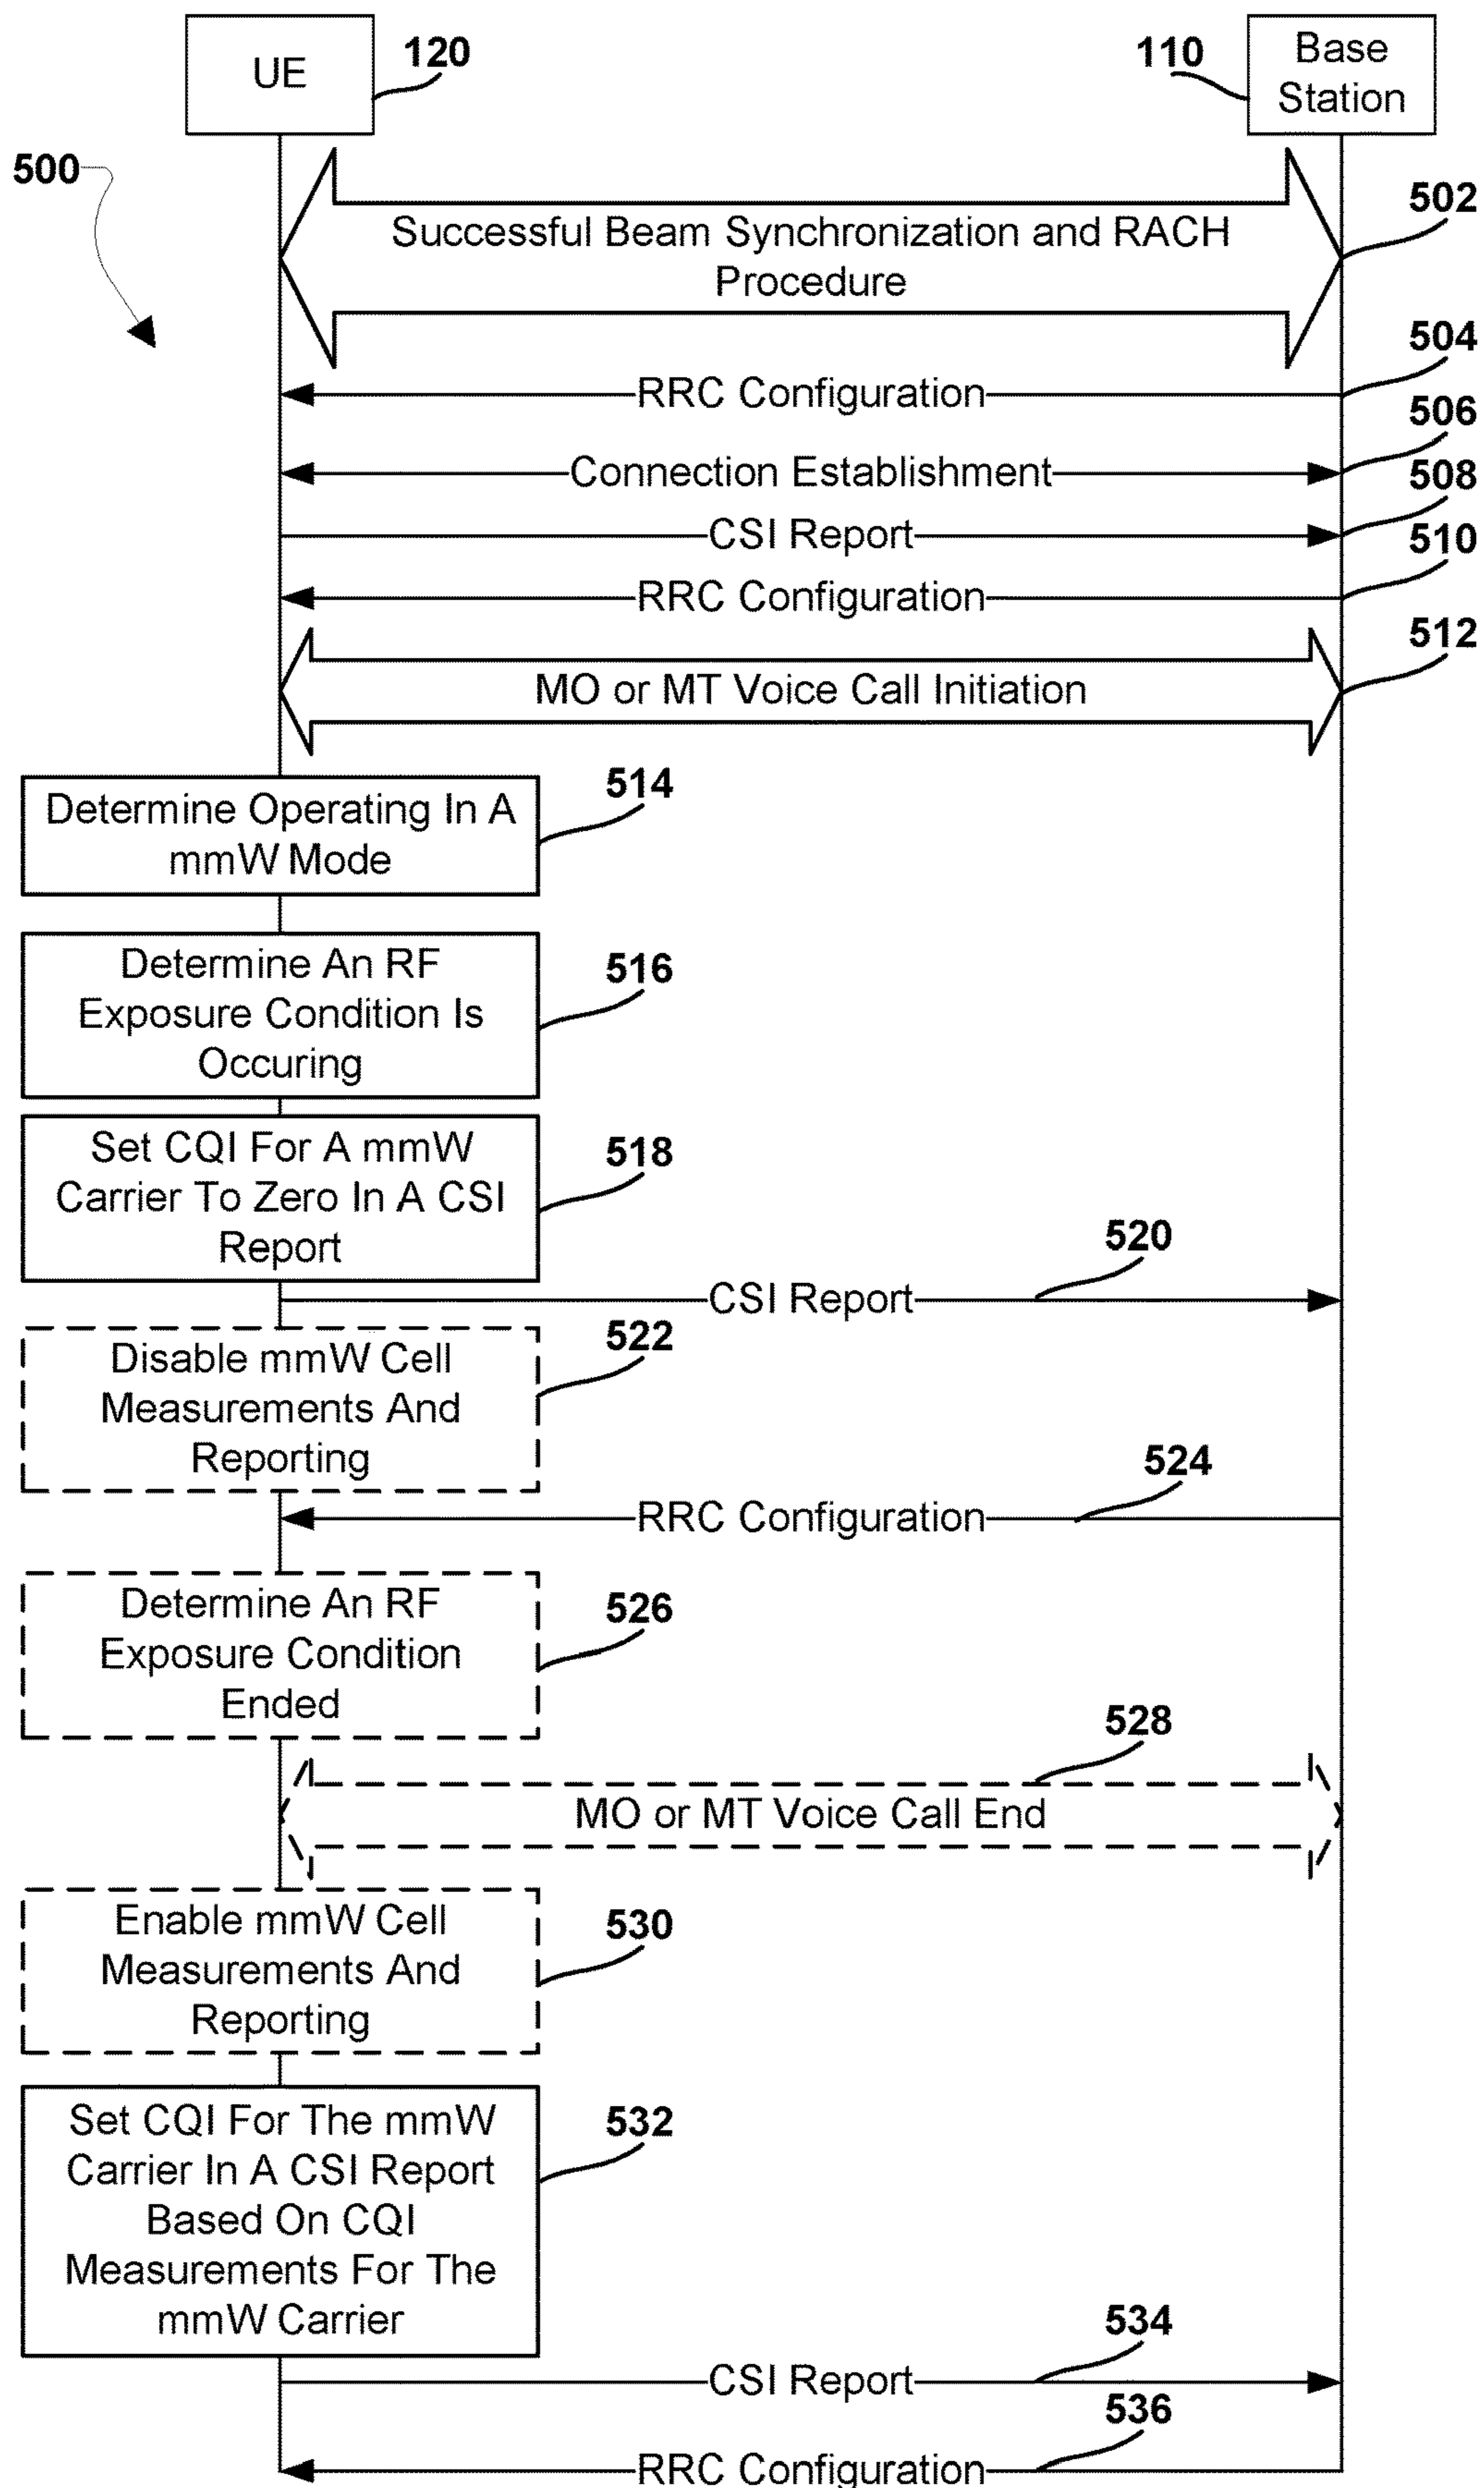 UE
120
110
Base
Station
500
502
Successful Beam Synchronization and RACH
Procedure
504
RRC Configuration
506
Connection Establishment
508
CSI Report
510
RRC Configuration
512
MO or MT Voice Call Initiation
514
Determine Operating In A
mmW Mode
516
Determine An RF
Exposure Condition Is
Occuring
518
Set CQI For A mmW
Carrier To Zero In A CSI
Report
520
CSI Report
522
Disable mmW Cell
Measurements And
Reporting
524
RRC Configuration
526
Determine An RF
Exposure Condition
Ended
528
MO or MT Voice Call End
530
Enable mmW Cell
Measurements And
Reporting
532
Set CQI For The mmW
Carrier In A CSI Report
Based On CQI
Measurements For The
mmW Carrier
534
CSI Report
536
RRC Configuration